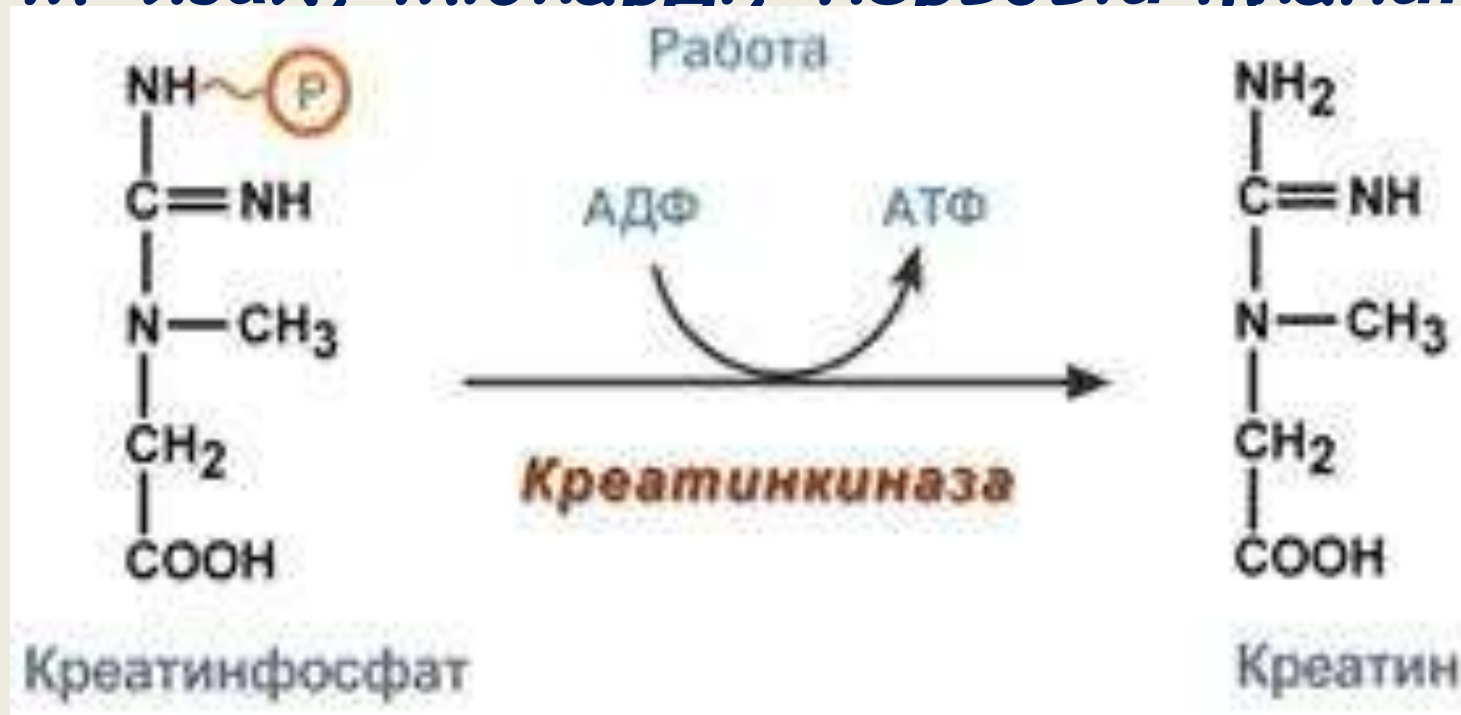 Работа
NH~P
NH2
C=NH
АДФ
АТФ
C=NH
N—CH3
N—CH3
CH2
Креатинкиназа
CH2
COOH
COOH
Креатинфосфат
Креатин